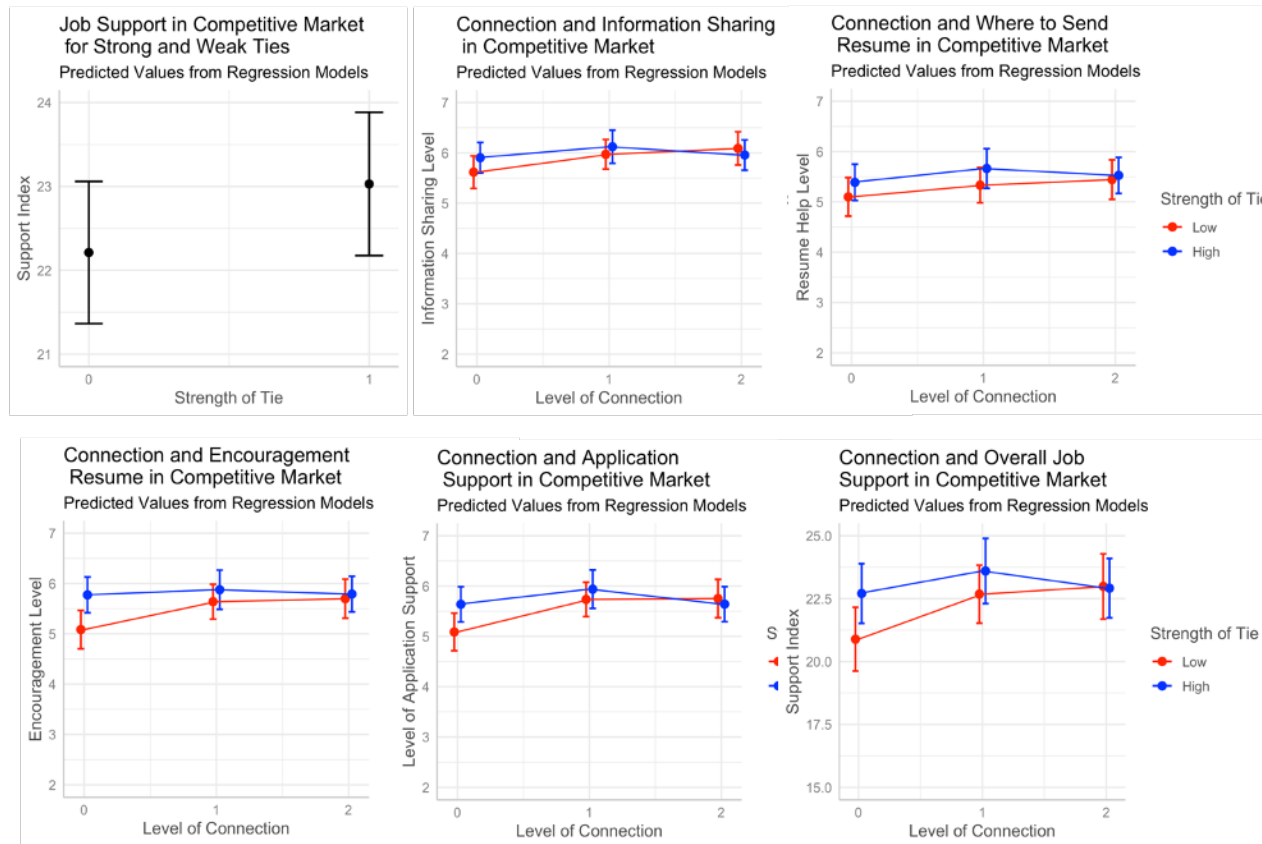 Job Support in Competitive Market
for Strong and Weak Ties
Predicted Values from Regression Models
24
23
22
21
Support Index
0
1
Strength of Tie
Connection and Information Sharing
in Competitive Market
Predicted Values from Regression Models
7
6
5
4
3
2
Information Sharing Level
0
1
2
Level of Connection
Connection and Where to Send
Resume in Competitive Market
Predicted Values from Regression Models
7
6
5
4
3
2
Resume Help Level
0
1
2
Level of Connection
Strength of Tie
Low
High
Connection and Encouragement
Resume in Competitive Market
Predicted Values from Regression Models
7
6
5
4
3
2
Encouragement Level
0
1
2
Level of Connection
Connection and Application
Support in Competitive Market
Predicted Values from Regression Models
7
6
5
4
3
2
Level of Application Support
0
1
2
Level of Connection
S
Connection and Overall Job
Support in Competitive Market
Predicted Values from Regression Models
25.0
22.5
20.0
17.5
15.0
Support Index
0
1
2
Level of Connection
Strength of Tie
Low
High